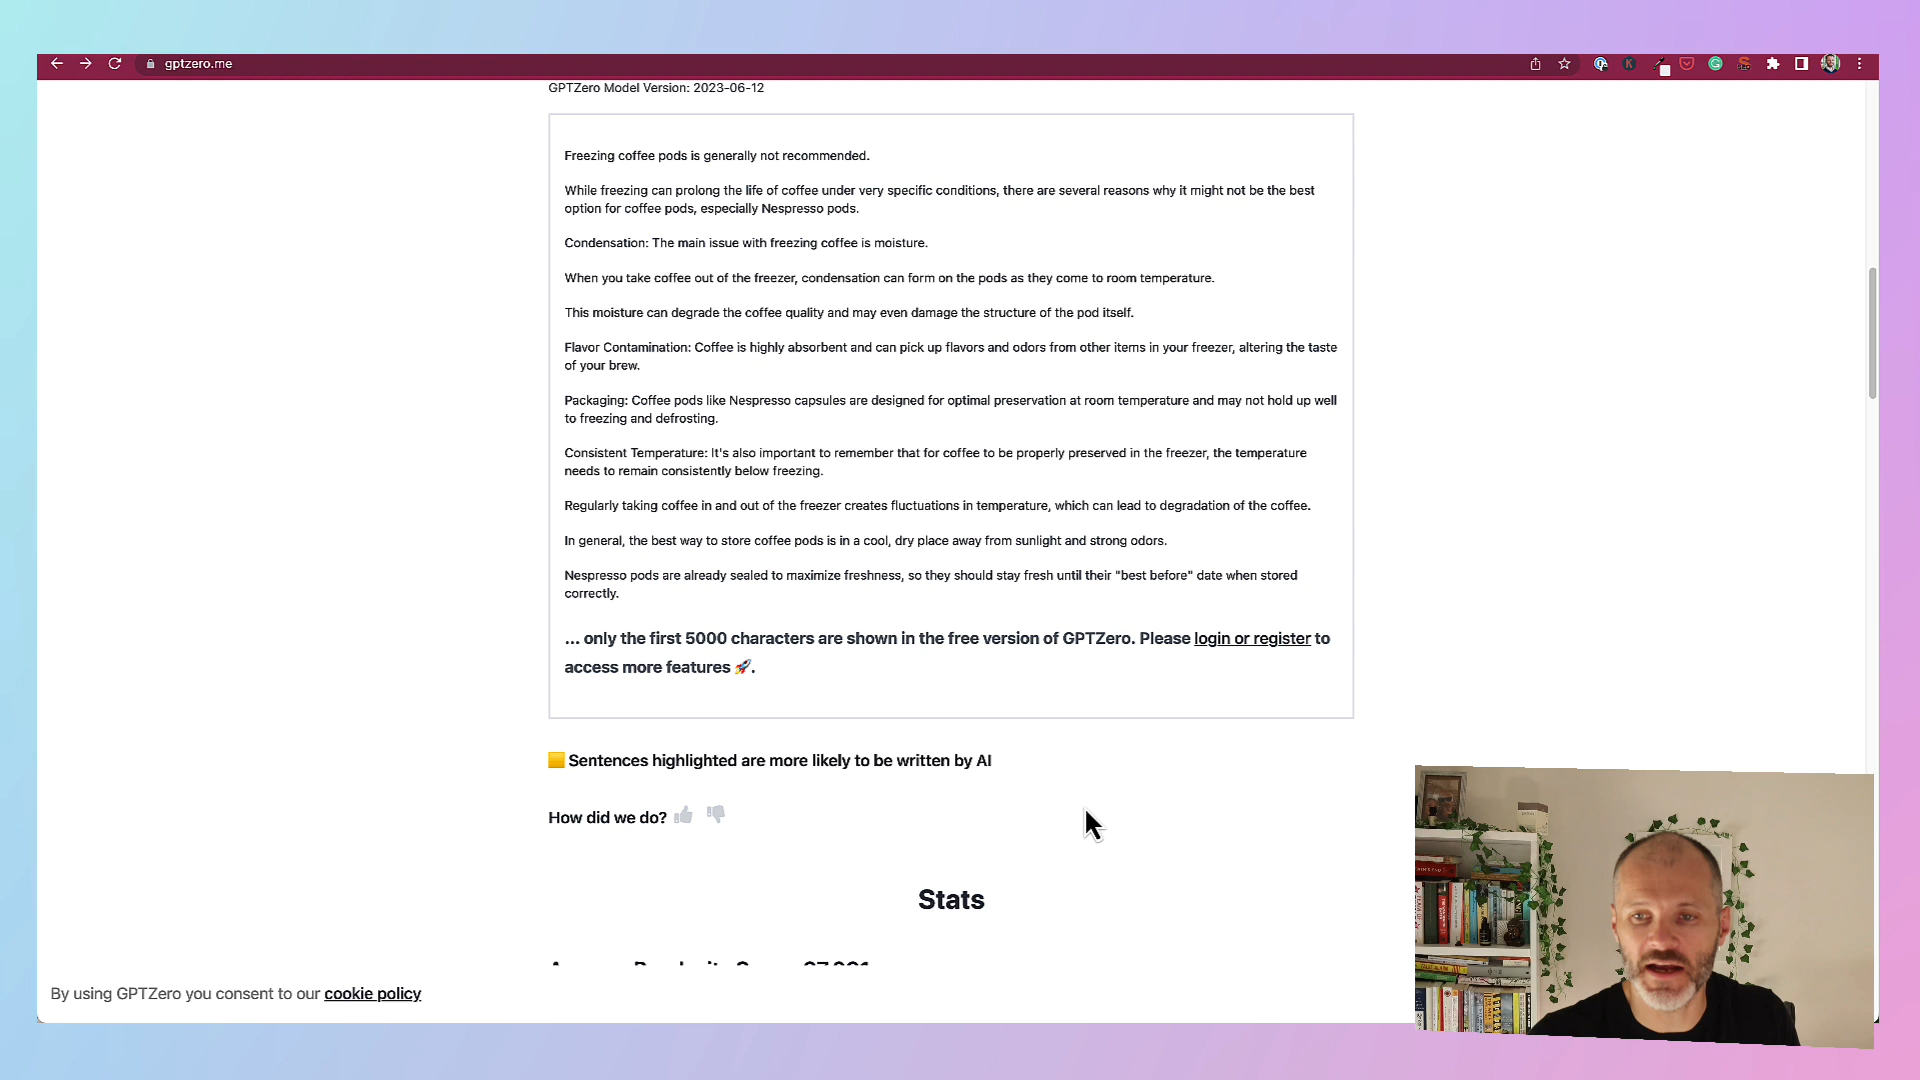 gptzero.me
GPTZero Model Version: 2023-06-12
Freezing coffee pods is generally not recommended.
While freezing can prolong the life of coffee under very specific conditions, there are several reasons why it might not be the best
option for coffee pods, especially Nespresso pods.
Condensation: The main issue with freezing coffee is moisture.
When you take coffee out of the freezer, condensation can form on the pods as they come to room temperature.
This moisture can degrade the coffee quality and may even damage the structure of the pod itself.
Flavor Contamination: Coffee is highly absorbent and can pick up flavors and odors from other items in your freezer, altering the taste
of your brew.
Packaging: Coffee pods like Nespresso capsules are designed for optimal preservation at room temperature and may not hold up well
to freezing and defrosting.
Consistent Temperature: It's also important to remember that for coffee to be properly preserved in the freezer, the temperature
needs to remain consistently below freezing.
Regularly taking coffee in and out of the freezer creates fluctuations in temperature, which can lead to degradation of the coffee.
In general, the best way to store coffee pods is in a cool, dry place away from sunlight and strong odors.
Nespresso pods are already sealed to maximize freshness, so they should stay fresh until their "best before" date when stored
correctly.
... only the first 5000 characters are shown in the free version of GPTZero. Please login or register to
access more features 🚀.
Sentences highlighted are more likely to be written by AI
How did we do?
Stats
By using GPTZero you consent to our cookie policy